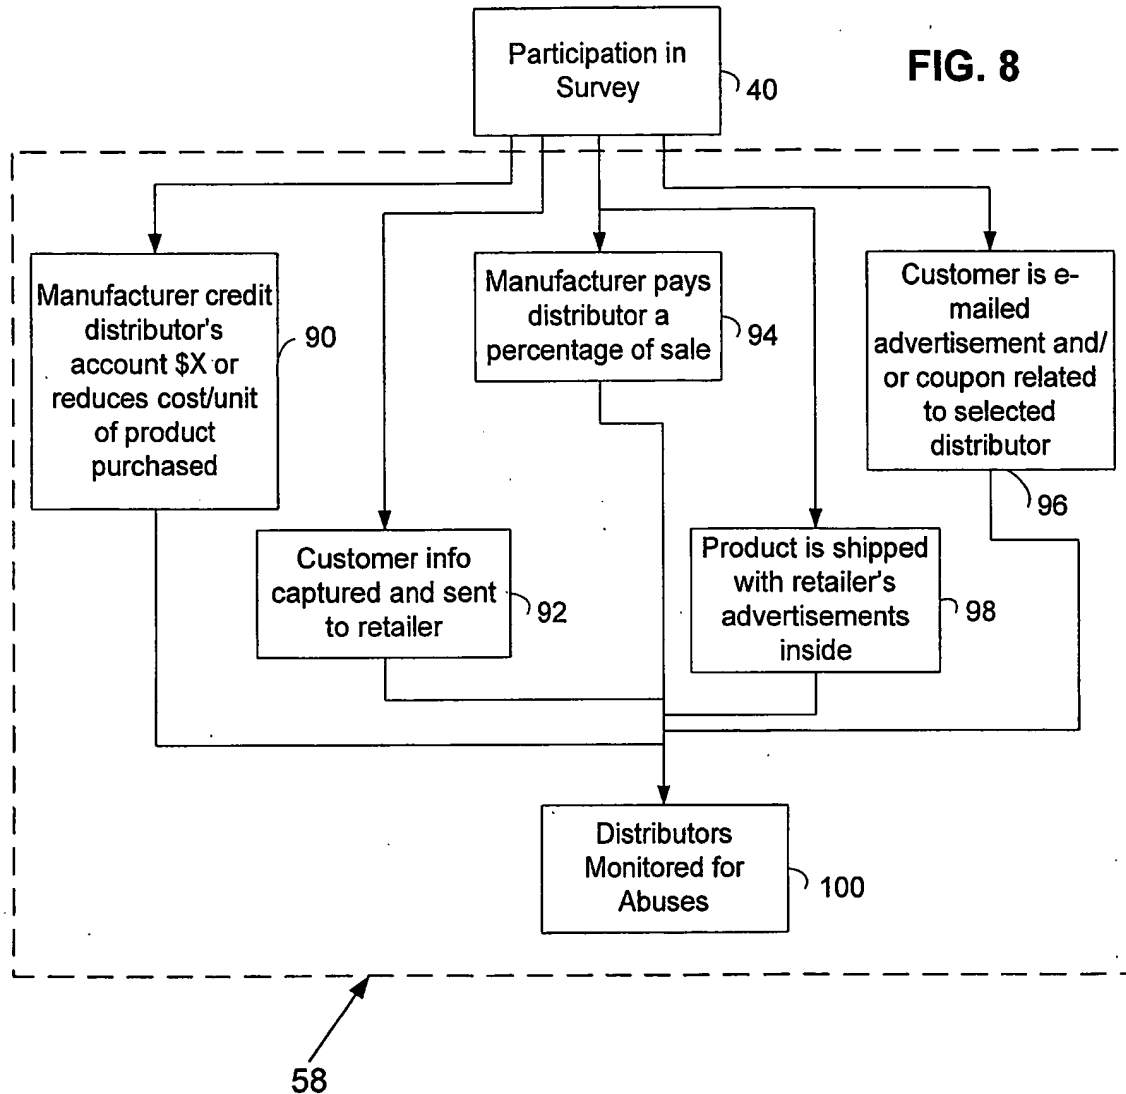 Participation in
Survey
40
FIG. 8
Manufacturer credit
distributor's
account $X or
reduces cost/unit
of product
purchased
90
Manufacturer pays
distributor a
percentage of sale
94
Customer is e-
mailed
advertisement and/
or coupon related
to selected
distributor
96
Customer info
captured and sent
to retailer
92
Product is shipped
with retailer's
advertisements
inside
98
Distributors
Monitored for
Abuses
100
58